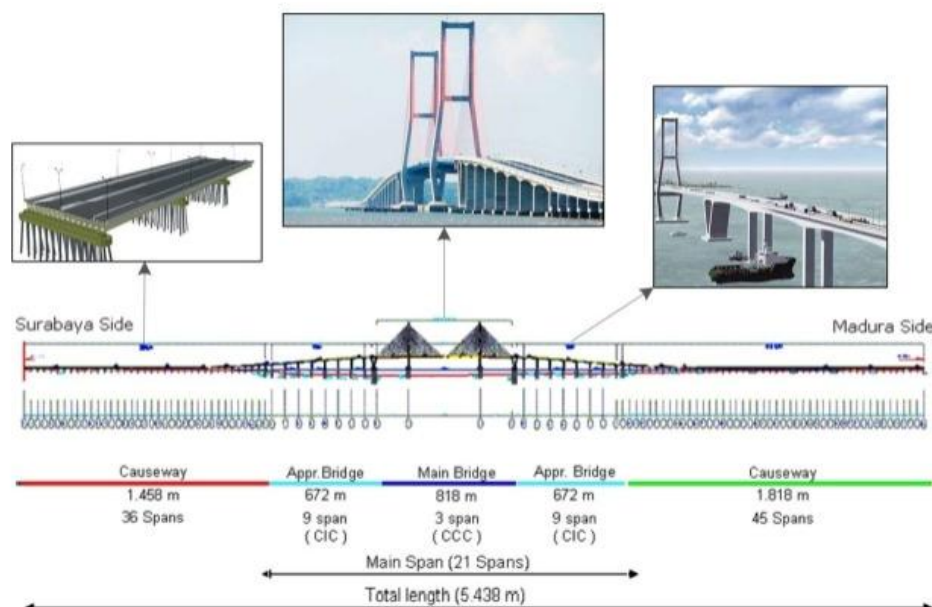 Surabaya Side
Madura Side
Causeway
1.458 m
36 Spans
Appr.Bridge
672 m
9 span
( CIC )
Main Bridge
818 m
3 span
( CCC )
Appr. Bridge
672 m
9 span
( CIC )
Causeway
1.818 m
45 Spans
Main Span (21 Spans)
Total length (5.438 m)